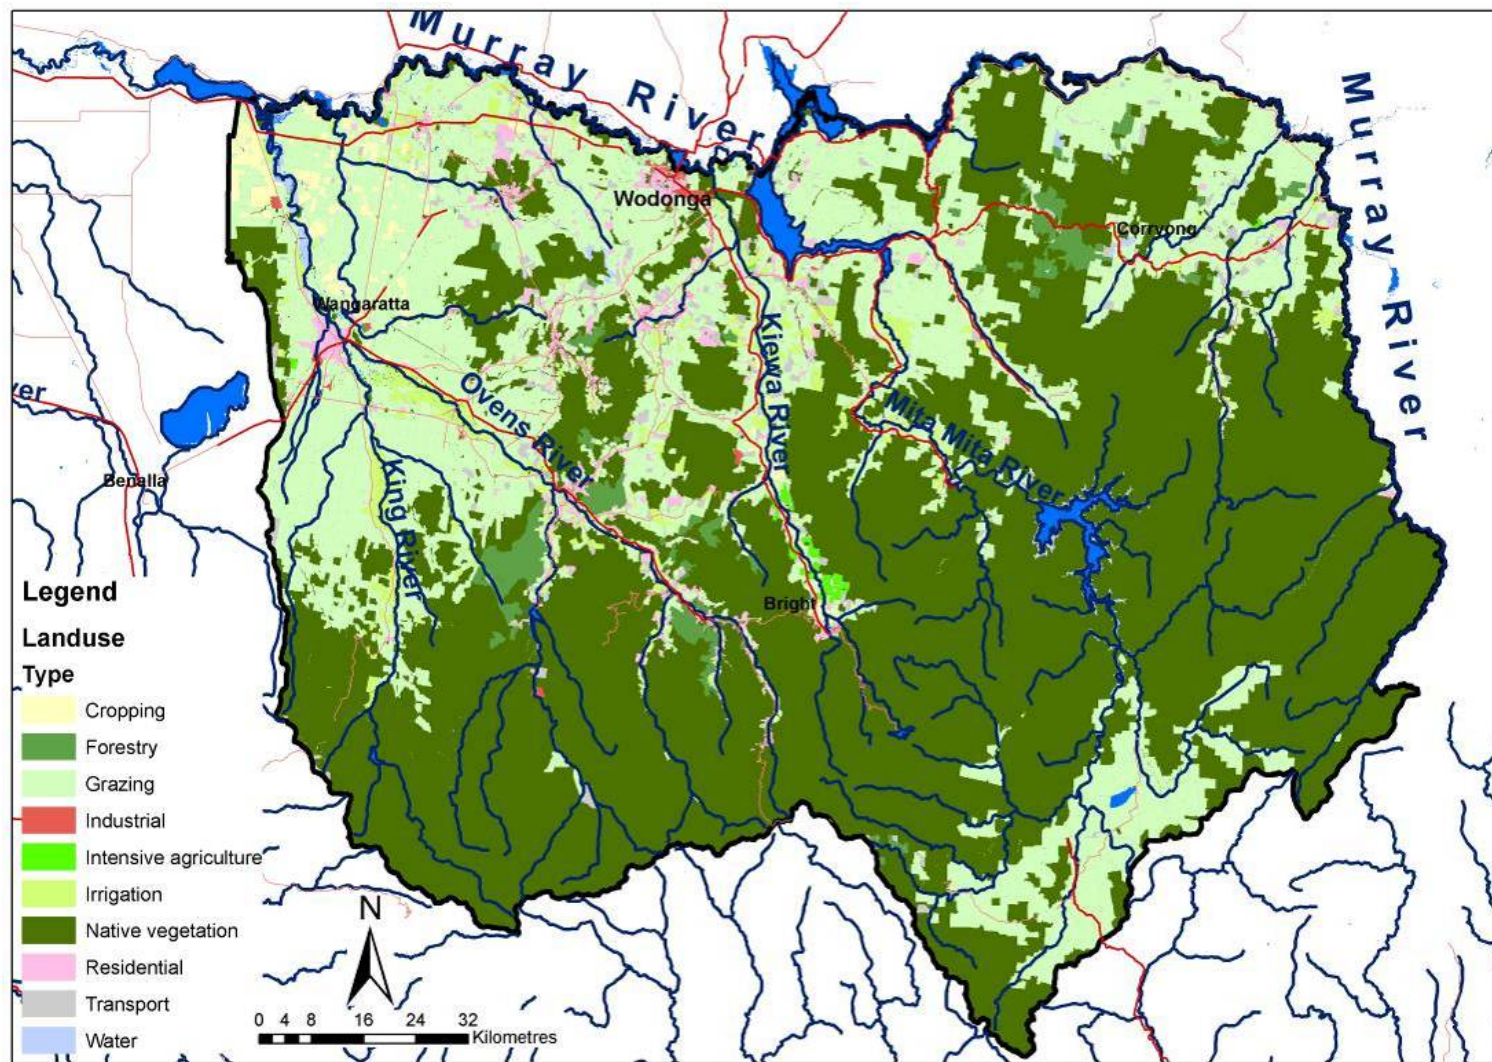 Murray River
Murray River
Wodonga
Corryong
Wangaratta
Kiewa River
Ovens River
Mita Mita River
King River
ver
Benalla
Bright
Legend
Landuse
Type
Cropping
Forestry
Grazing
Industrial
Intensive agriculture
Irrigation
Native vegetation
Residential
Transport
Water
N
0 4 8 16 24 32
Kilometres